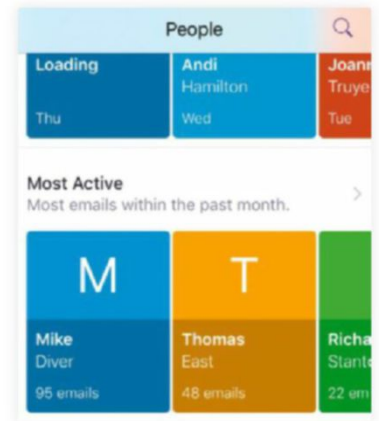 People
Loading
Thu
Andi
Hamilton
Wed
Joann
Truye
Tue
Most Active
Most emails within the past month.
M
Mike
Diver
95 emails
T
Thomas
East
48 emails
Richa
Stant
22 em